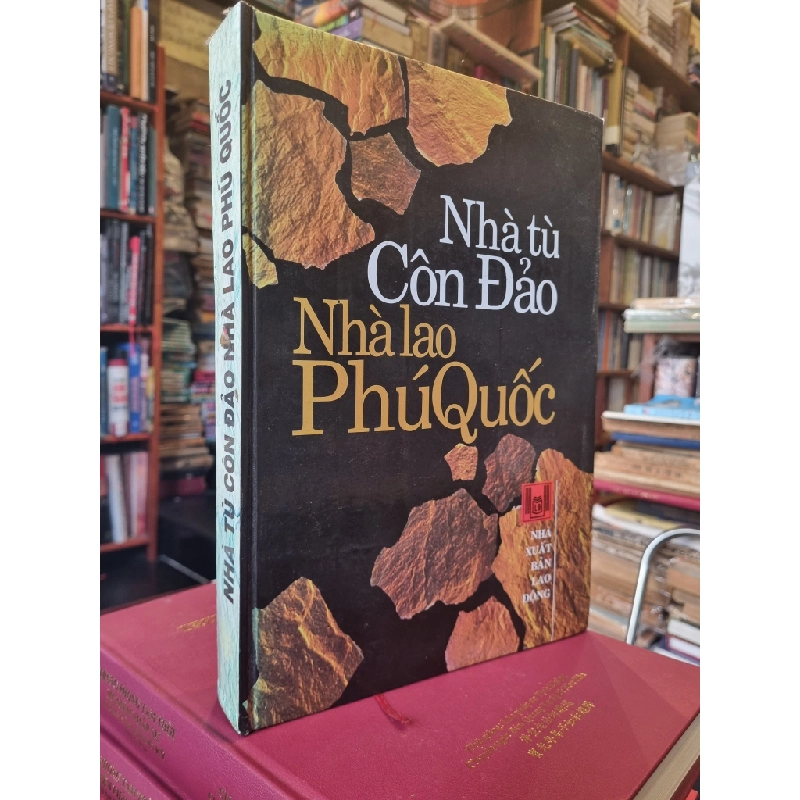 NHÀ TÙ CÔN ĐẢO NHÀ LAO PHÚ QUỐC
Nhà tù
Côn Đảo
Nhà lao
Phú Quốc
NHÀ
XUẤT
BẢN
LAO
ĐỘNG